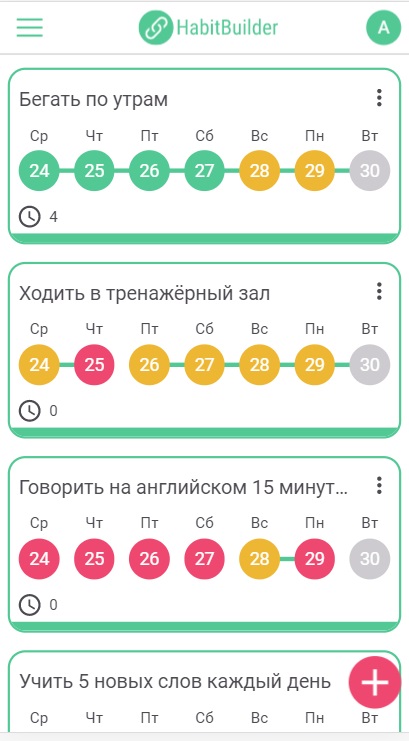 HabitBuilder
A
Бегать по утрам
Ср Чт Пт Сб Вс Пн Вт
24 25 26 27 28 29 30
4
Ходить в тренажёрный зал
Ср Чт Пт Сб Вс Пн Вт
24 25 26 27 28 29 30
0
Говорить на английском 15 минут...
Ср Чт Пт Сб Вс Пн Вт
24 25 26 27 28 29 30
0
Учить 5 новых слов каждый день
Ср Чт Пт Сб Вс Пн Вт